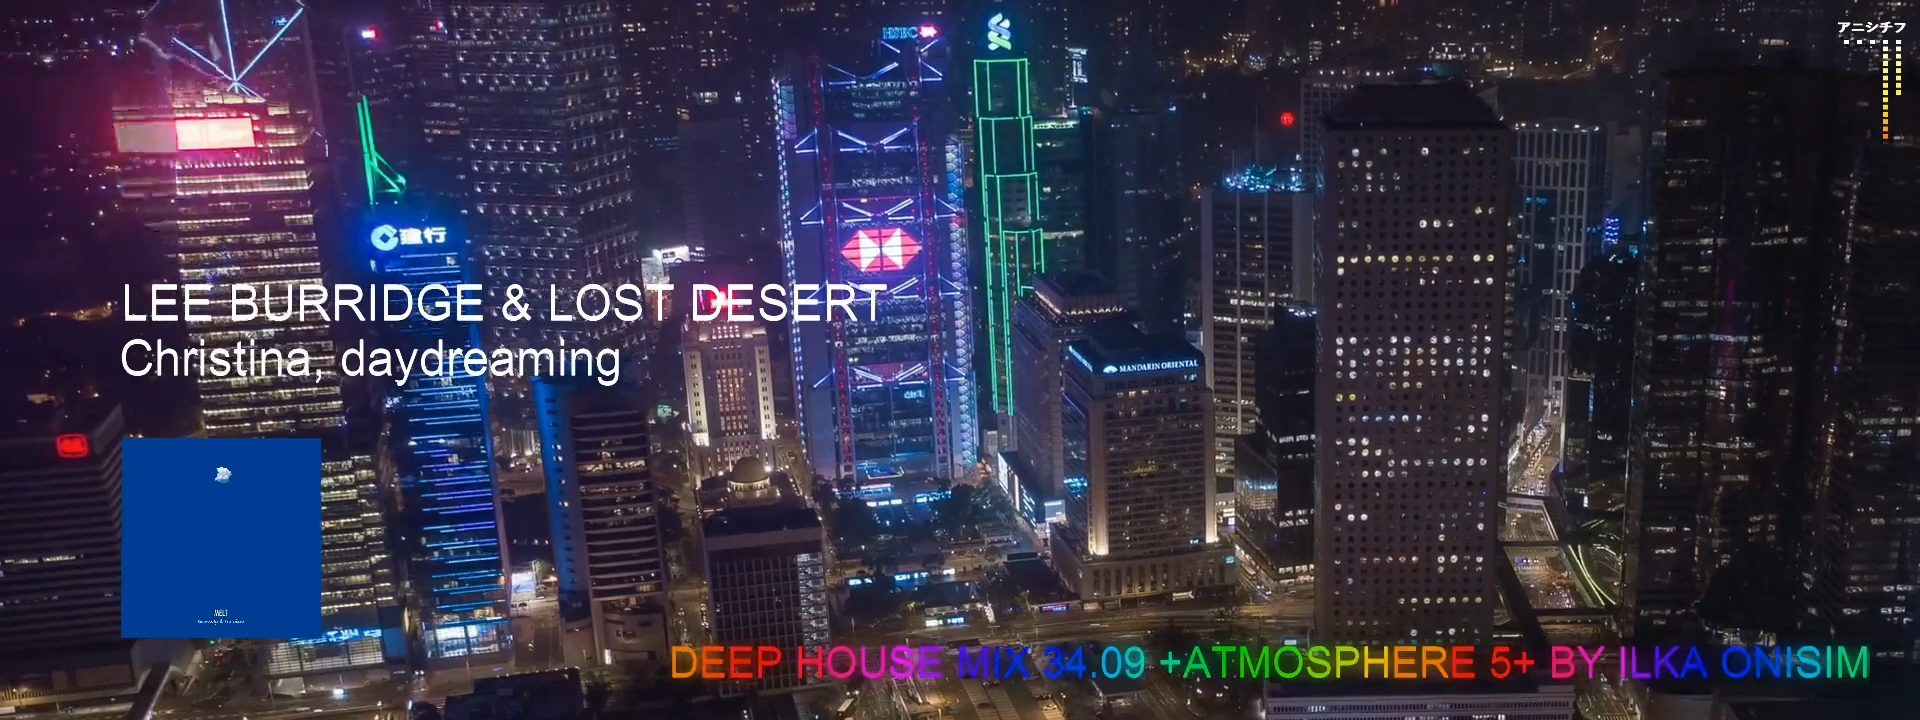 アニシチフ
HSBC
建行
LEE BURRIDGE & LOST DESERT
Christina, daydreaming
MANDARIN ORIENTAL
MELT
DEEP HOUSE MIX 34.09 +ATMOSPHERE 5+ BY ILKA ONISIM